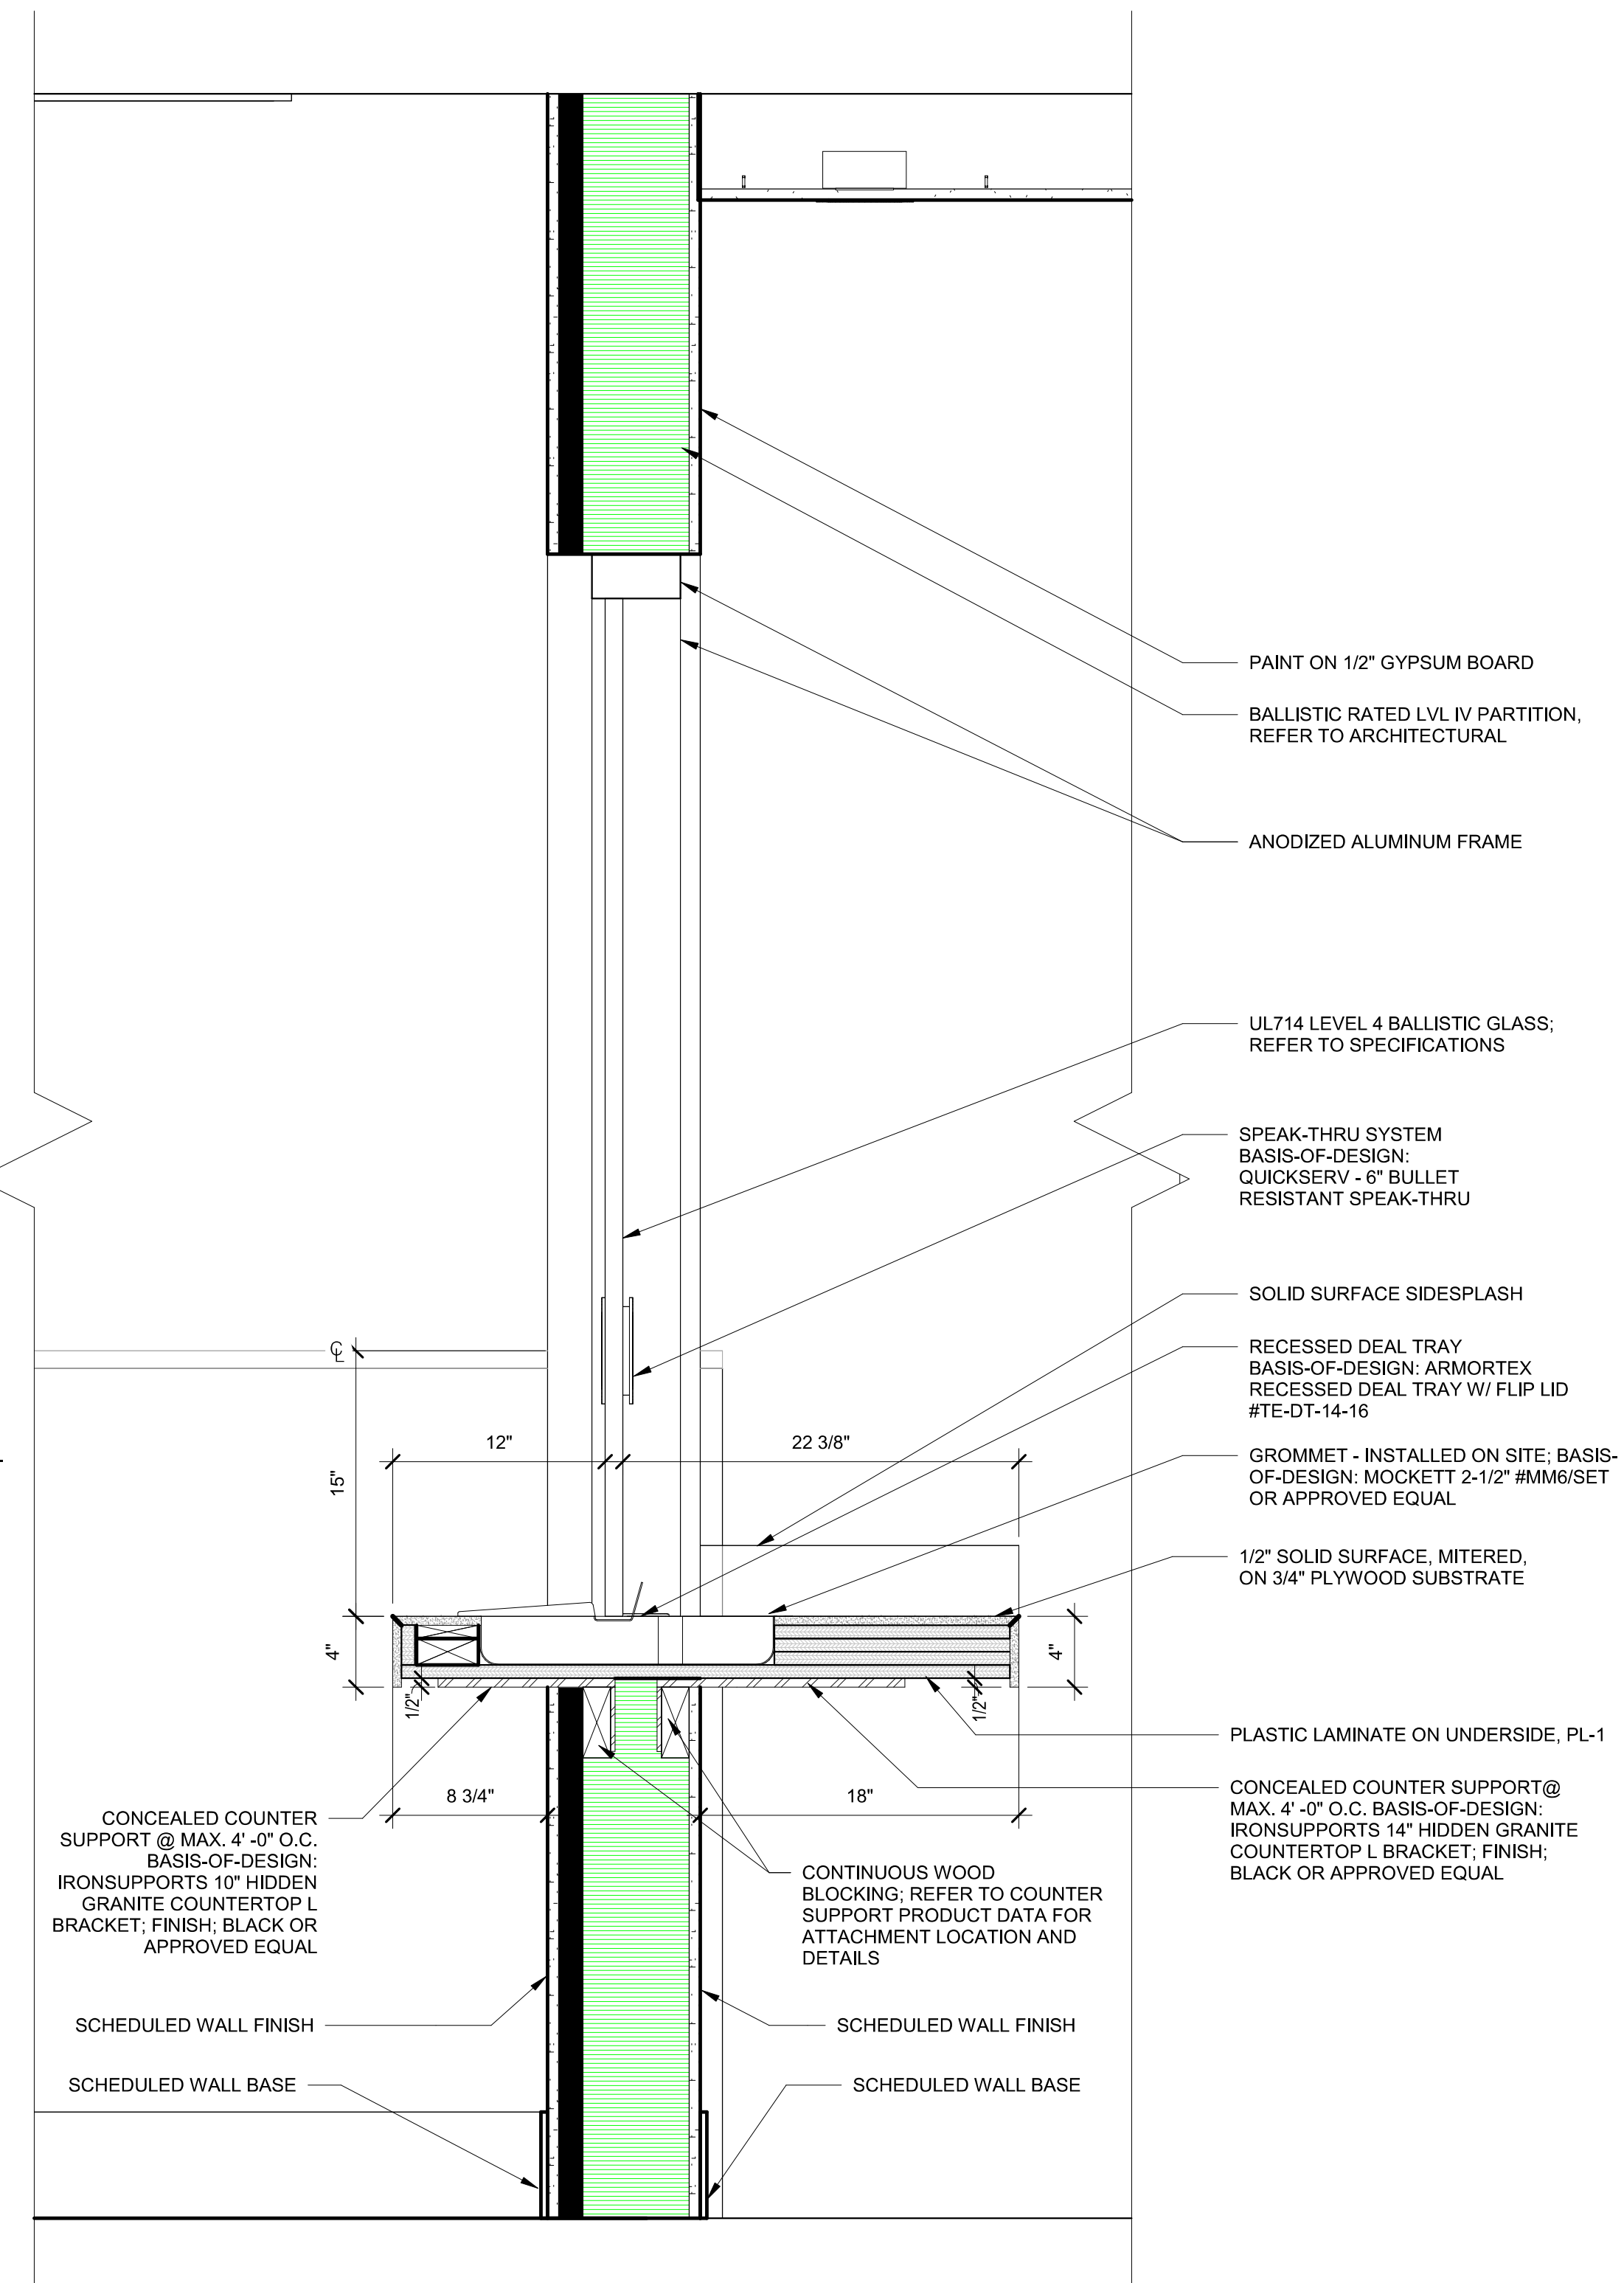 PAINT ON 1/2" GYPSUM BOARD
BALLISTIC RATED LVL IV PARTITION,
REFER TO ARCHITECTURAL
ANODIZED ALUMINUM FRAME
UL714 LEVEL 4 BALLISTIC GLASS;
REFER TO SPECIFICATIONS
SPEAK-THRU SYSTEM
BASIS-OF-DESIGN:
QUICKSERV - 6" BULLET
RESISTANT SPEAK-THRU
SOLID SURFACE SIDESPLASH
RECESSED DEAL TRAY
BASIS-OF-DESIGN: ARMORTEX
RECESSED DEAL TRAY W/ FLIP LID
#TE-DT-14-16
GROMMET - INSTALLED ON SITE; BASIS-
OF-DESIGN: MOCKETT 2-1/2" #MM6/SET
OR APPROVED EQUAL
1/2" SOLID SURFACE, MITERED,
ON 3/4" PLYWOOD SUBSTRATE
PLASTIC LAMINATE ON UNDERSIDE, PL-1
CONCEALED COUNTER SUPPORT@
MAX. 4' -0" O.C. BASIS-OF-DESIGN:
IRONSUPPORTS 14" HIDDEN GRANITE
COUNTERTOP L BRACKET; FINISH;
BLACK OR APPROVED EQUAL
CL
12"
22 3/8"
15"
4"
4"
1/2"
1/2"
8 3/4"
18"
CONCEALED COUNTER
SUPPORT @ MAX. 4' -0" O.C.
BASIS-OF-DESIGN:
IRONSUPPORTS 10" HIDDEN
GRANITE COUNTERTOP L
BRACKET; FINISH; BLACK OR
APPROVED EQUAL
CONTINUOUS WOOD
BLOCKING; REFER TO COUNTER
SUPPORT PRODUCT DATA FOR
ATTACHMENT LOCATION AND
DETAILS
SCHEDULED WALL FINISH
SCHEDULED WALL FINISH
SCHEDULED WALL BASE
SCHEDULED WALL BASE